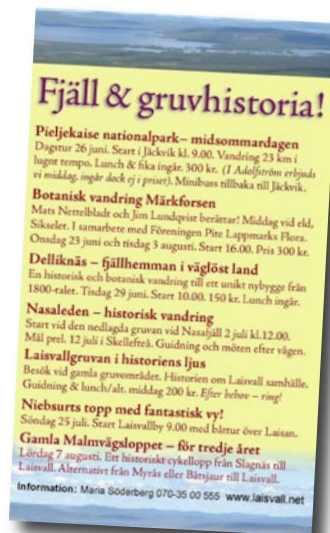 Fjäll & gruvhistoria!
Pieljekaise nationalpark– midsommardagen
Dagstur 26 juni. Start i Jäckvik kl. 9.00. Vandring 23 km i
lugnt tempo. Lunch & fika ingår. 300 kr. (I Adolfström erbjuds
vi middag, ingår dock ej i priset). Minibuss tillbaka till Jäckvik.
Botanisk vandring Märkforsen
Mats Nettelbladt och Jim Lundqvist berättar! Middag vid eld,
Sikselet. I samarbete med Föreningen Pite Lappmarks Flora.
Onsdag 23 juni och tisdag 3 augusti. Start 16.00. Pris 300 kr.
Delliknäs – fjällhemman i väglöst land
En historisk och botanisk vandring till ett unikt nybygge från
1800-talet. Tisdag 29 juni. Start 10.00. 150 kr. Lunch ingår.
Nasaleden – historisk vandring
Start vid den nedlagda gruvan vid Nasafjäll 2 juli kl.12.00.
Mål prel. 12 juli i Skellefteå. Guidning och möten efter vägen.
Laisvallgruvan i historiens ljus
Besök vid gamla gruvområdet. Historien om Laisvall samhälle.
Guidning & lunch/alt. middag 200 kr. Efter behov – ring!
Niebsurts topp med fantastisk vy!
Söndag 25 juli. Start Laisvallby 9.00 med båttur över Laisan.
Gamla Malmvägsloppet – för tredje året
Lördag 7 augusti. Ett historiskt cykellopp från Slagnäs till
Laisvall. Alternativt från Myrås eller Båtsjaur till Laisvall.
Information: Maria Söderberg 070-35 00 555 www.laisvall.net